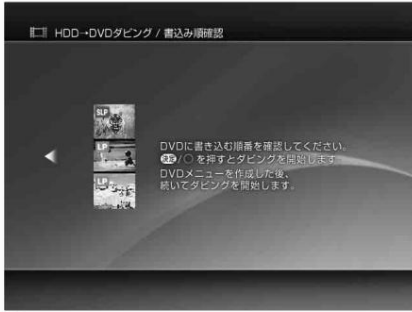 HDD→DVDダビング / 書込み順確認
SLP
LP
LP
DVDに書き込む順番を確認してください。
決定/○ を押すとダビングを開始します。
DVDメニューを作成した後、
続いてダビングを開始します。